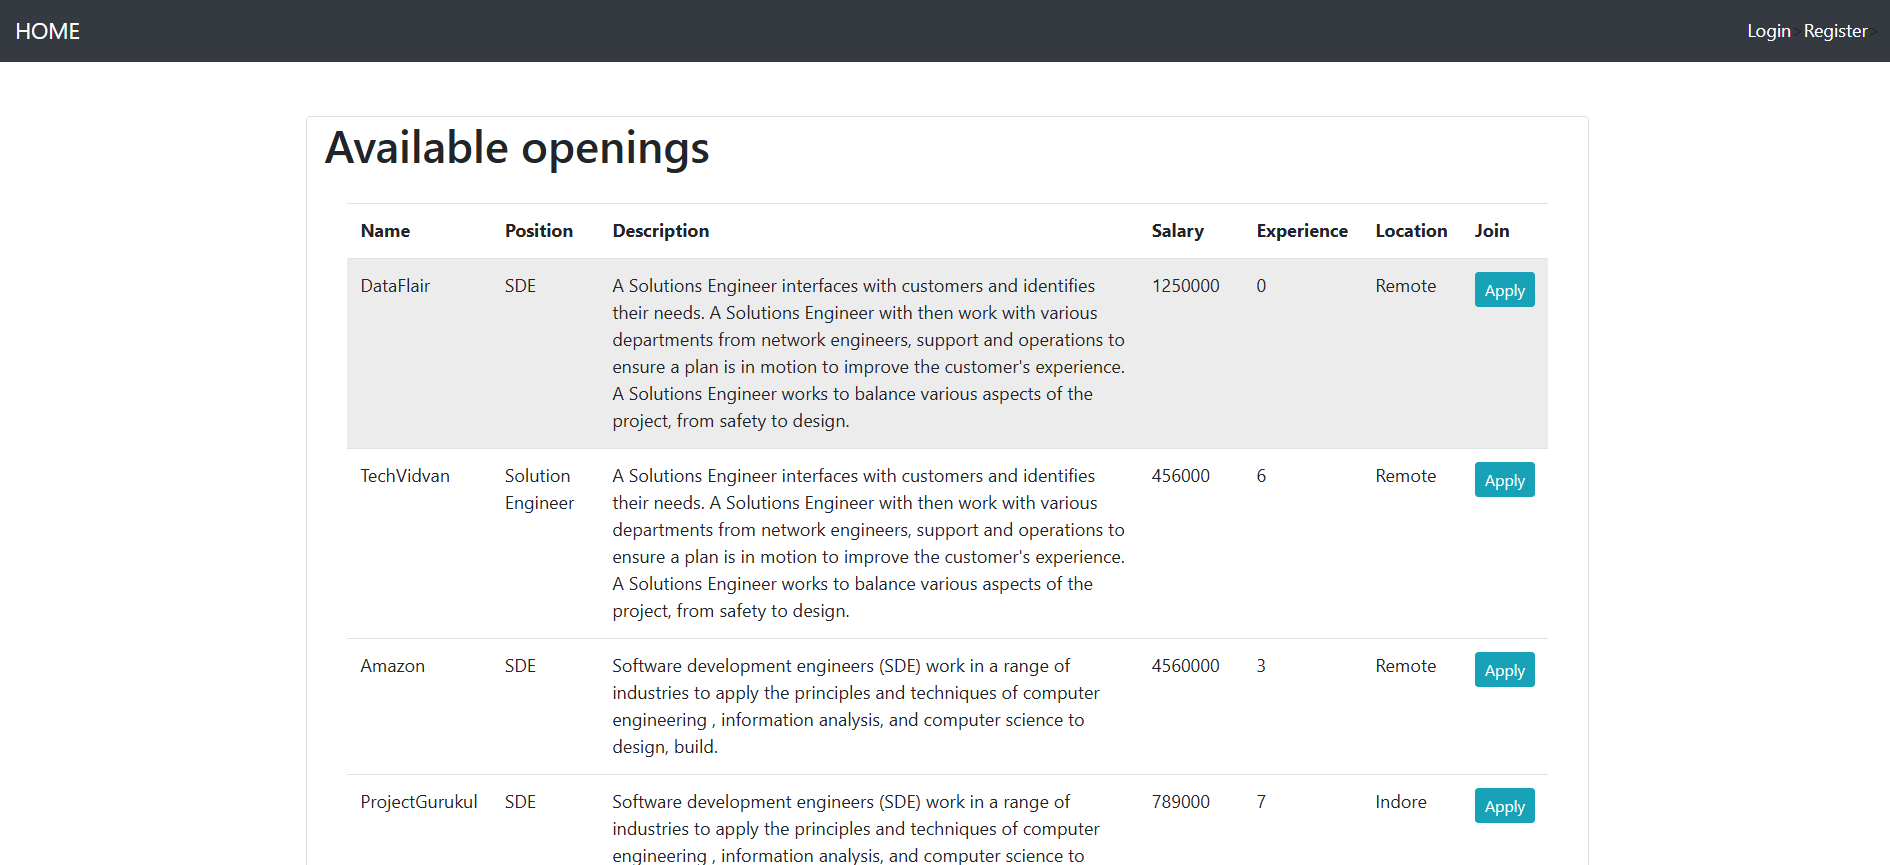 HOME
Login > Register >
Available openings
Name Position Description Salary Experience Location Join
DataFlair SDE A Solutions Engineer interfaces with customers and identifies 1250000 0 Remote Apply
their needs. A Solutions Engineer with then work with various
departments from network engineers, support and operations to
ensure a plan is in motion to improve the customer's experience.
A Solutions Engineer works to balance various aspects of the
project, from safety to design.
TechVidvan Solution A Solutions Engineer interfaces with customers and identifies 456000 6 Remote Apply
Engineer their needs. A Solutions Engineer with then work with various
departments from network engineers, support and operations to
ensure a plan is in motion to improve the customer's experience.
A Solutions Engineer works to balance various aspects of the
project, from safety to design.
Amazon SDE Software development engineers (SDE) work in a range of 4560000 3 Remote Apply
industries to apply the principles and techniques of computer
engineering , information analysis, and computer science to
design, build.
ProjectGurukul SDE Software development engineers (SDE) work in a range of 789000 7 Indore Apply
industries to apply the principles and techniques of computer
engineering , information analysis, and computer science to